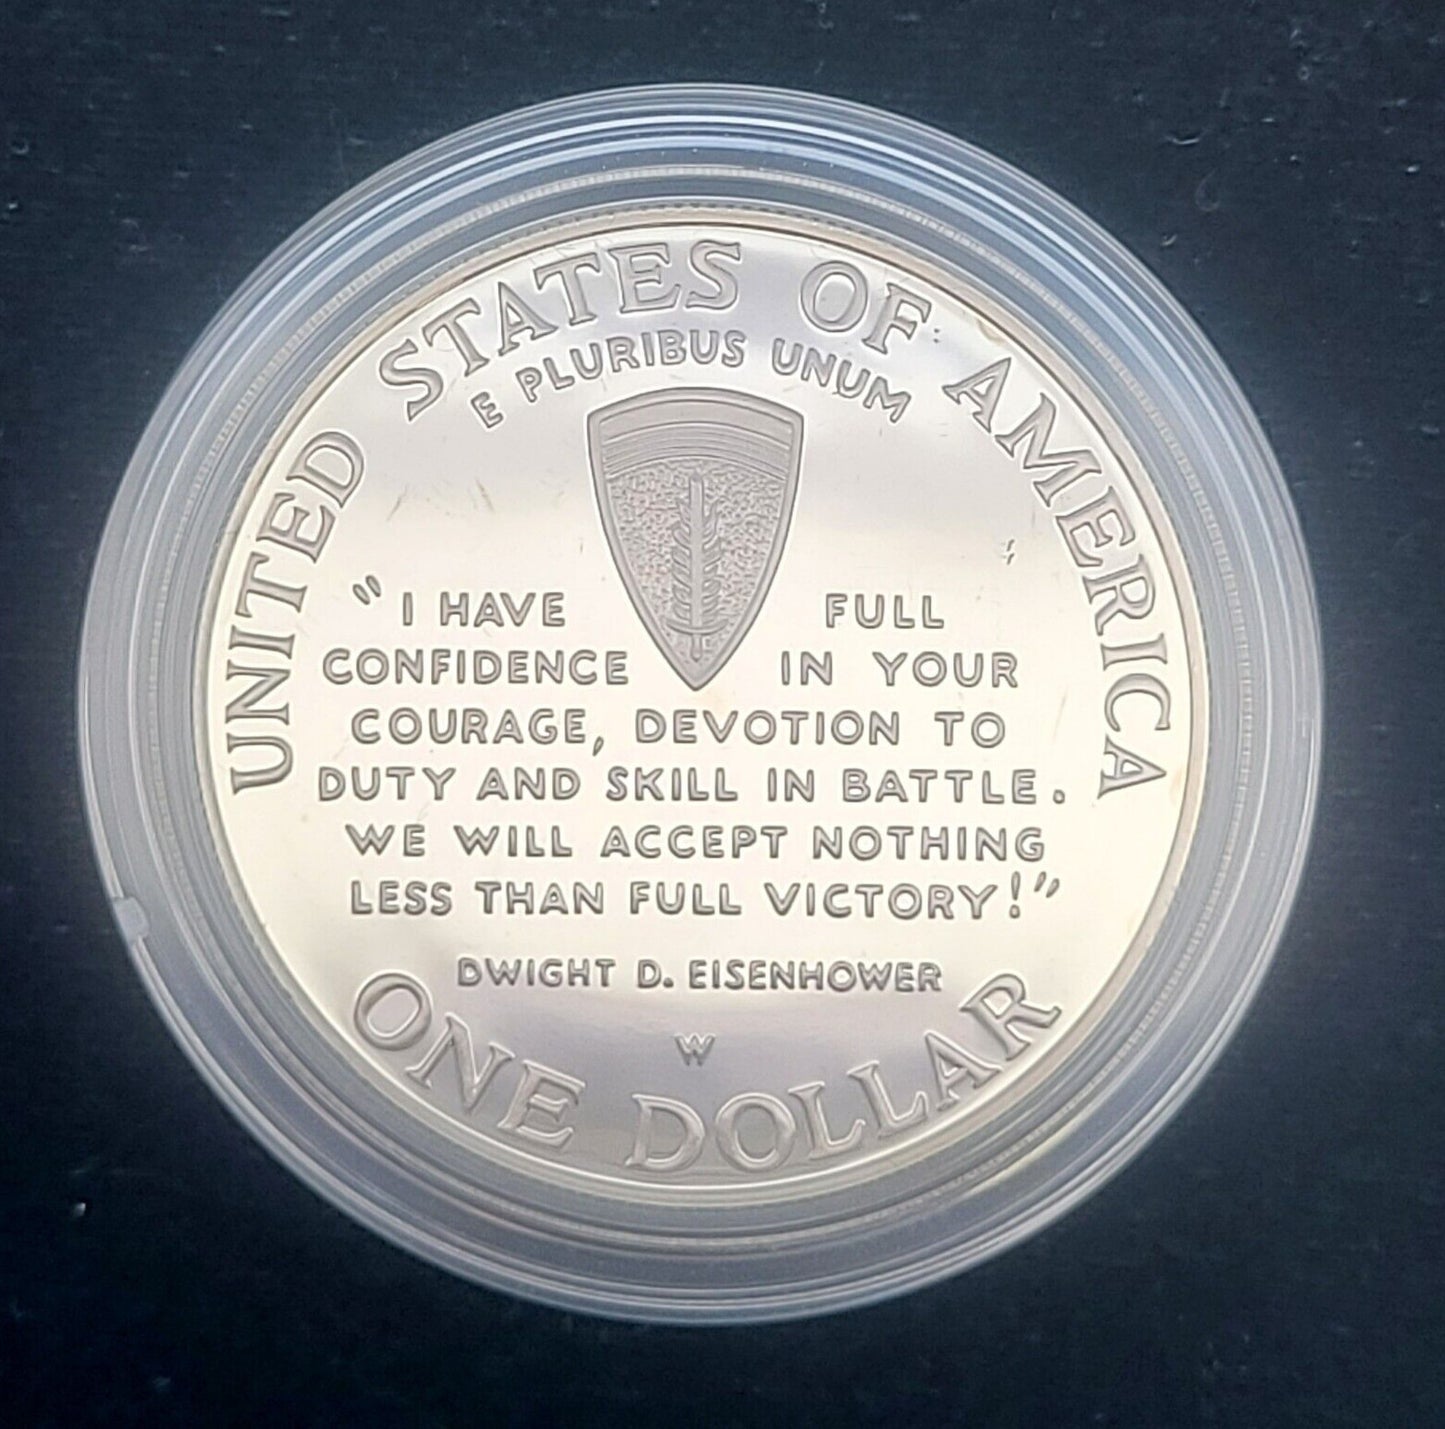 UNITED STATES OF AMERICA
E PLURIBUS UNUM
"I HAVE FULL
CONFIDENCE IN YOUR
COURAGE, DEVOTION TO
DUTY AND SKILL IN BATTLE.
WE WILL ACCEPT NOTHING
LESS THAN FULL VICTORY!"
DWIGHT D. EISENHOWER
W
ONE DOLLAR